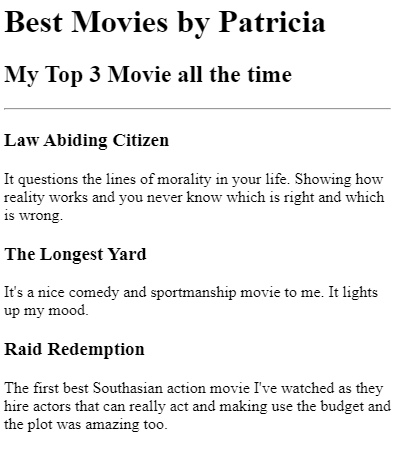 Best Movies by Patricia
My Top 3 Movie all the time
Law Abiding Citizen
It questions the lines of morality in your life. Showing how
reality works and you never know which is right and which
is wrong.
The Longest Yard
It's a nice comedy and sportmanship movie to me. It lights
up my mood.
Raid Redemption
The first best Southasian action movie I've watched as they
hire actors that can really act and making use the budget and
the plot was amazing too.